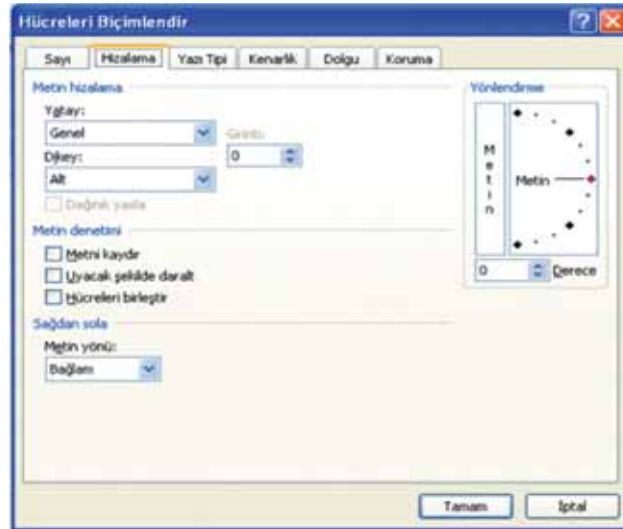 Hücreleri Biçimlendir
Sayı Hizalama Yazı Tipi Kenarlık Dolgu Koruma
Metin hizalama
Yatay:
Genel
Girinti:
Dikey:
0
Alt
Dağınık yasla
Metin denetimi
Metni kaydır
Uyacak şekilde daralt
Hücreleri birleştir
Sağdan sola
Metin yönü:
Bağlam
Yönlendirme
Metin
Metin
0 Derece
Tamam İptal